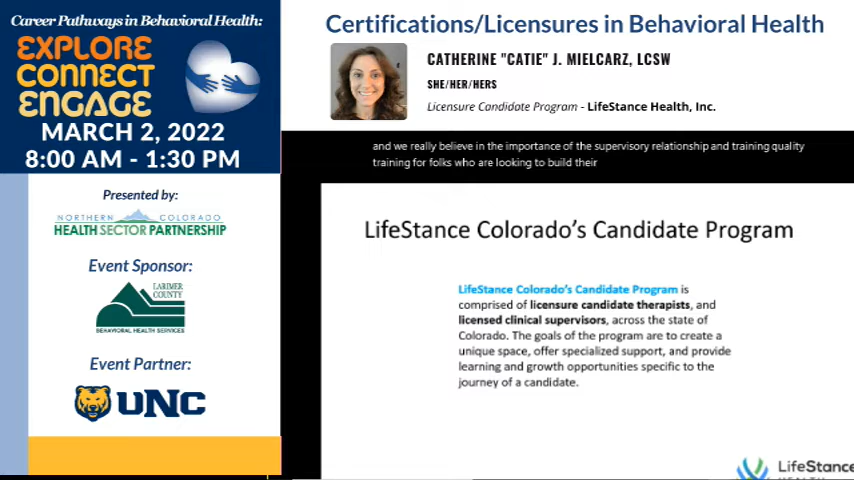 Career Pathways in Behavioral Health:
EXPLORE
CONNECT
ENGAGE
MARCH 2, 2022
8:00 AM - 1:30 PM
Presented by:
NORTHERN COLORADO
HEALTH SECTOR PARTNERSHIP
Event Sponsor:
LARIMER
COUNTY
BEHAVIORAL HEALTH SERVICES
Event Partner:
UNC
Certifications/Licensures in Behavioral Health
CATHERINE "CATIE" J. MIELCARZ, LCSW
SHE/HER/HERS
Licensure Candidate Program - LifeStance Health, Inc.
and we really believe in the importance of the supervisory relationship and training quality
training for folks who are looking to build their
LifeStance Colorado's Candidate Program
LifeStance Colorado's Candidate Program is
comprised of licensure candidate therapists, and
licensed clinical supervisors, across the state of
Colorado. The goals of the program are to create a
unique space, offer specialized support, and provide
learning and growth opportunities specific to the
journey of a candidate.
LifeStance